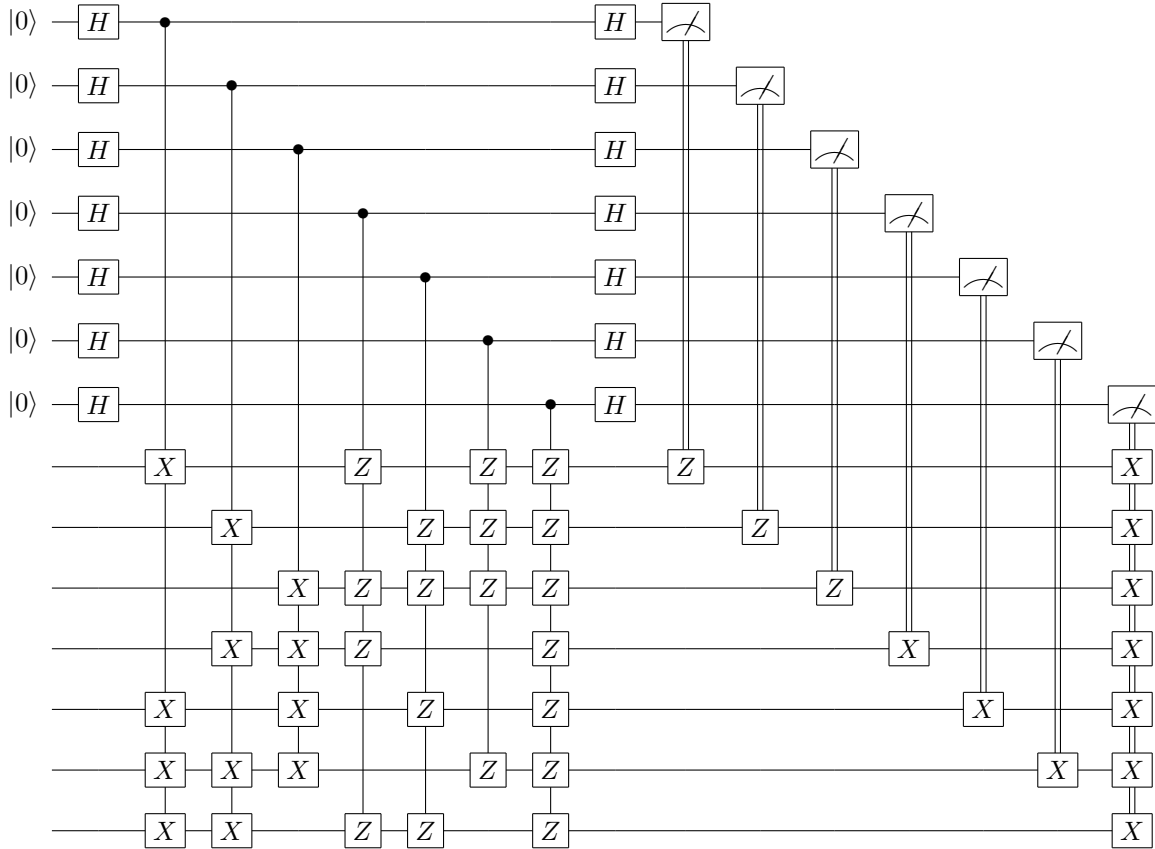 |0⟩ H H
|0⟩ H H
|0⟩ H H
|0⟩ H H
|0⟩ H H
|0⟩ H H
|0⟩ H H
X Z Z Z Z X
X Z Z Z Z X
X Z Z Z Z Z X
X X Z Z X X
X X Z Z X X
X X X Z Z X X
X X Z Z Z X